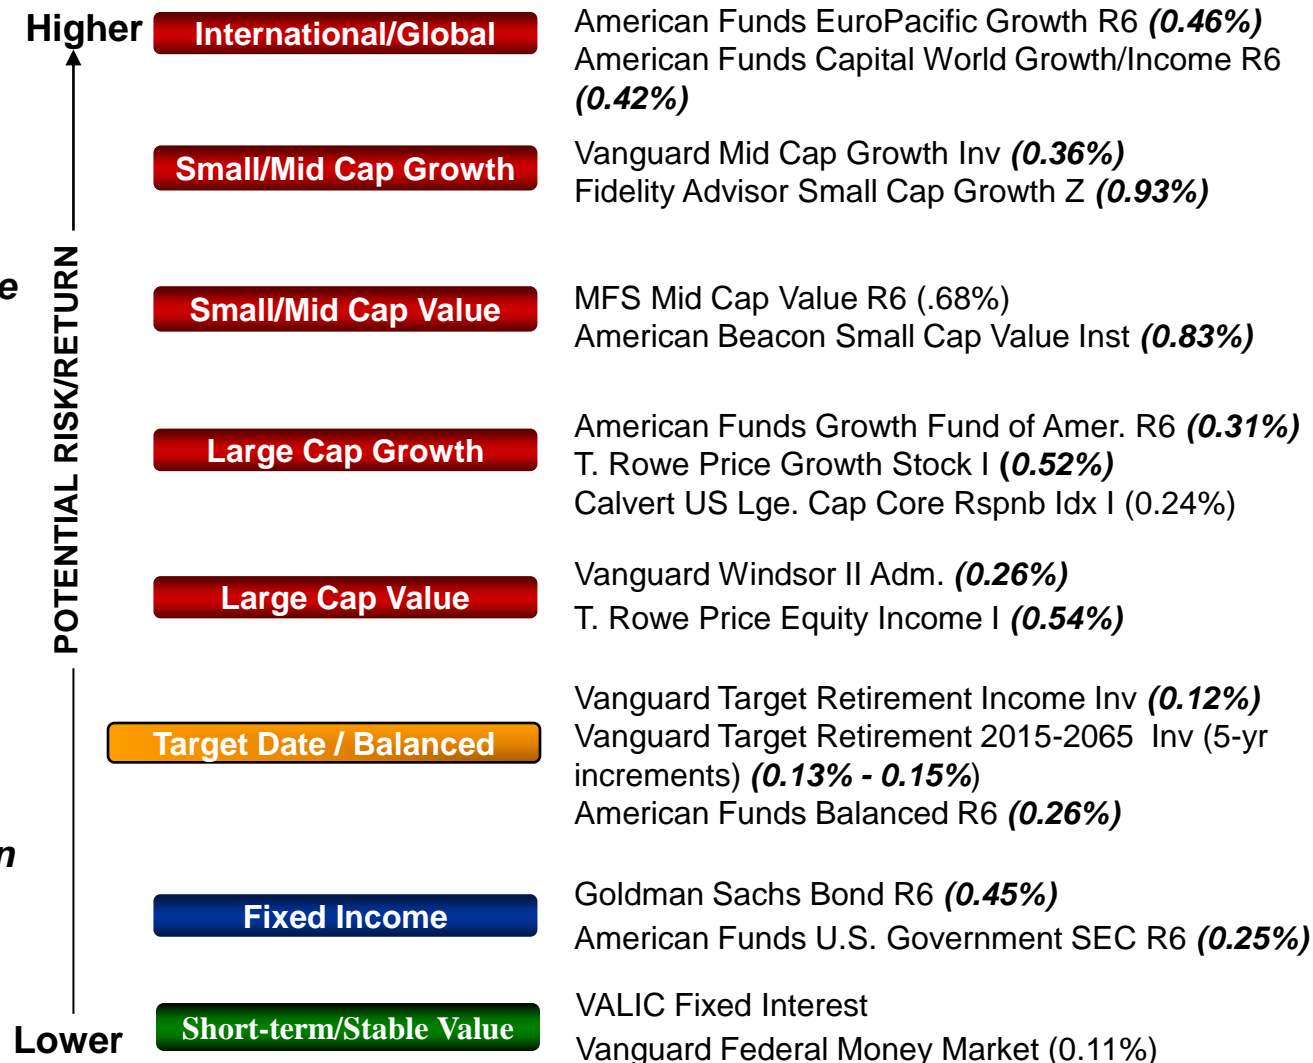 Higher
International/Global
American Funds EuroPacific Growth R6 (0.46%)
American Funds Capital World Growth/Income R6
(0.42%)
Small/Mid Cap Growth
Vanguard Mid Cap Growth Inv (0.36%)
Fidelity Advisor Small Cap Growth Z (0.93%)
e
POTENTIAL RISK/RETURN
Small/Mid Cap Value
MFS Mid Cap Value R6 (.68%)
American Beacon Small Cap Value Inst (0.83%)
Large Cap Growth
American Funds Growth Fund of Amer. R6 (0.31%)
T. Rowe Price Growth Stock I (0.52%)
Calvert US Lge. Cap Core Rspnb Idx I (0.24%)
Large Cap Value
Vanguard Windsor II Adm. (0.26%)
T. Rowe Price Equity Income I (0.54%)
Target Date / Balanced
Vanguard Target Retirement Income Inv (0.12%)
Vanguard Target Retirement 2015-2065  Inv (5-yr
increments) (0.13% - 0.15%)
American Funds Balanced R6 (0.26%)
n
Fixed Income
Goldman Sachs Bond R6 (0.45%)
American Funds U.S. Government SEC R6 (0.25%)
Lower
Short-term/Stable Value
VALIC Fixed Interest
Vanguard Federal Money Market (0.11%)